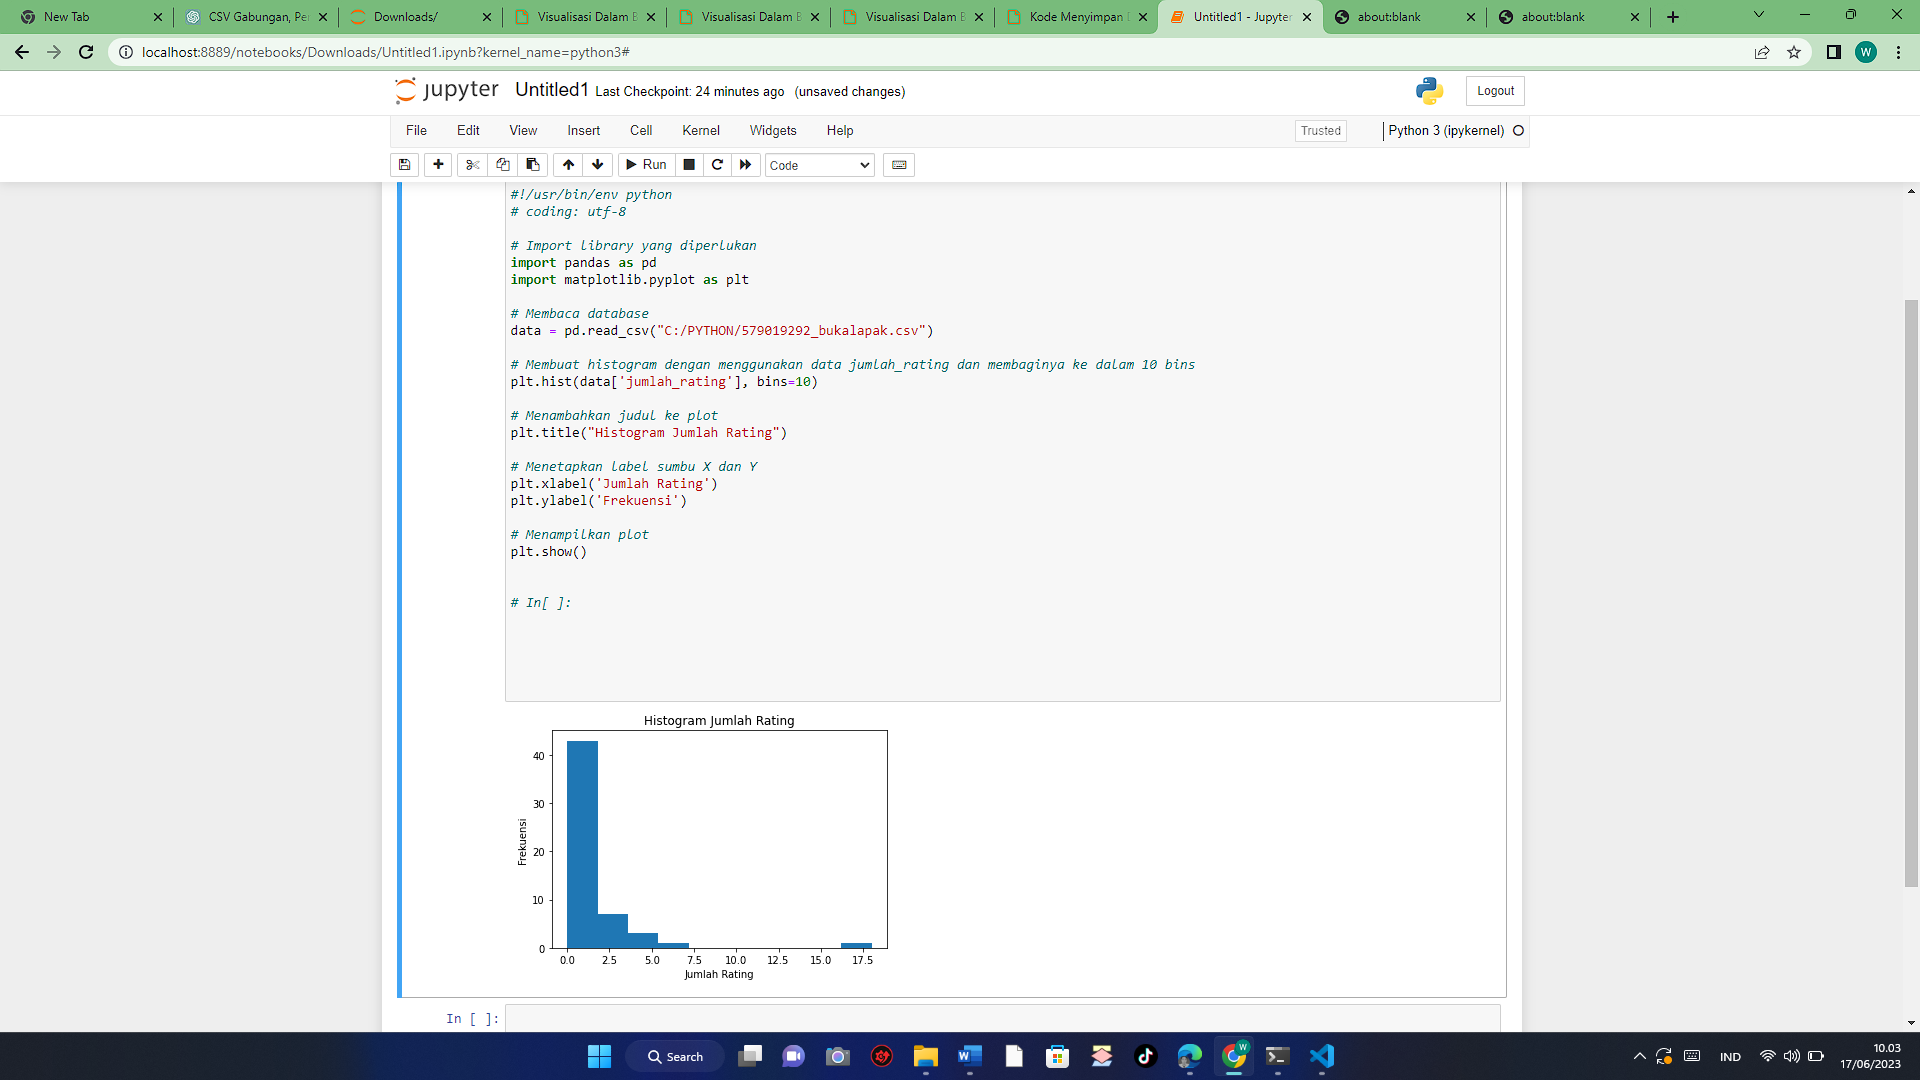 New Tab
CSV Gabungan, Per
Downloads/
Visualisasi Dalam B
Visualisasi Dalam B
Visualisasi Dalam B
Kode Menyimpan D
Untitled1 - Jupyter
about:blank
about:blank
localhost:8889/notebooks/Downloads/Untitled1.ipynb?kernel_name=python3#
W
jupyter Untitled1 Last Checkpoint: 24 minutes ago (unsaved changes)
Logout
File Edit View Insert Cell Kernel Widgets Help
Trusted
Python 3 (ipykernel)
Run
Code
#!/usr/bin/env python
# coding: utf-8
# Import library yang diperlukan
import pandas as pd
import matplotlib.pyplot as plt
# Membaca database
data = pd.read_csv("C:/PYTHON/579019292_bukalapak.csv")
# Membuat histogram dengan menggunakan data jumlah_rating dan membaginya ke dalam 10 bins
plt.hist(data['jumlah_rating'], bins=10)
# Menambahkan judul ke plot
plt.title("Histogram Jumlah Rating")
# Menetapkan label sumbu X dan Y
plt.xlabel('Jumlah Rating')
plt.ylabel('Frekuensi')
# Menampilkan plot
plt.show()
# In[ ]:
Histogram Jumlah Rating
Frekuensi
40
30
20
10
0
0.0 2.5 5.0 7.5 10.0 12.5 15.0 17.5
Jumlah Rating
In [ ]:
Search
W
W
IND
10.03
17/06/2023